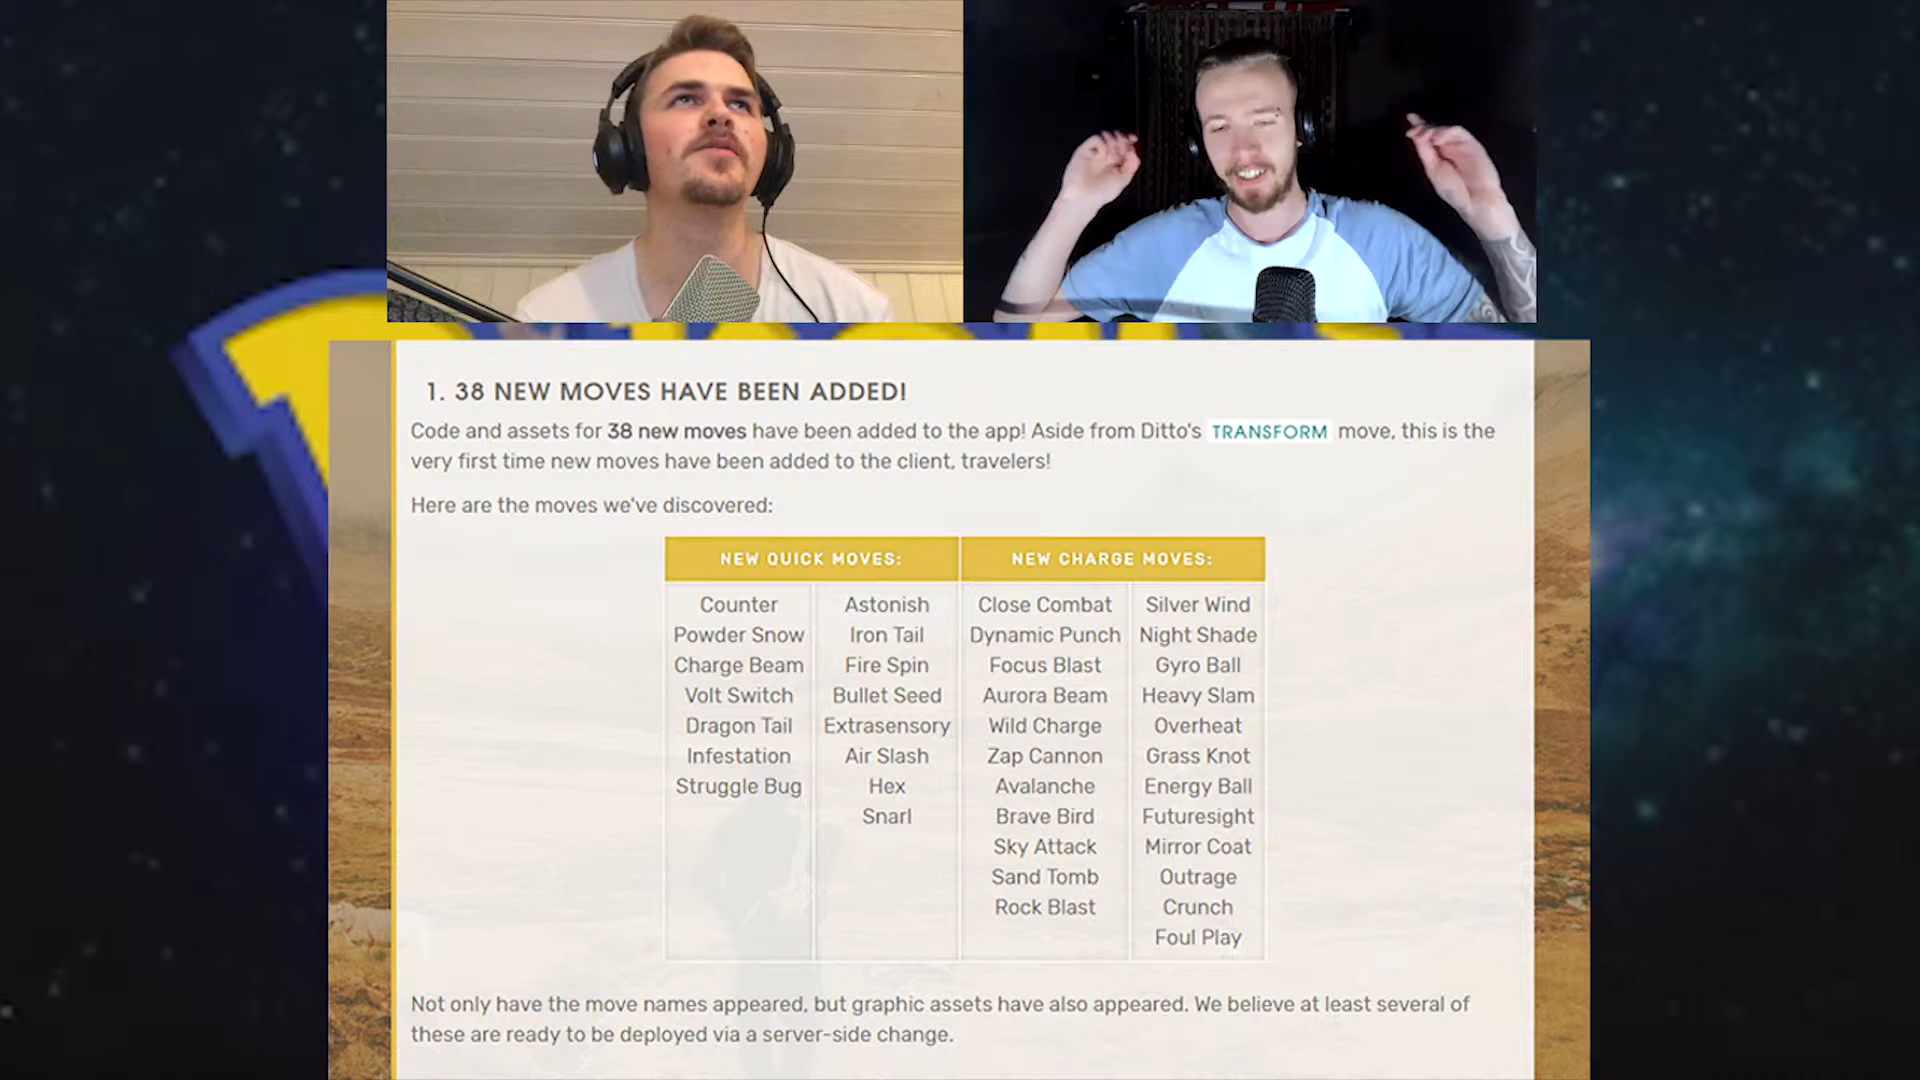 1. 38 NEW MOVES HAVE BEEN ADDED!
Code and assets for 38 new moves have been added to the app! Aside from Ditto's TRANSFORM move, this is the
very first time new moves have been added to the client, travelers!
Here are the moves we've discovered:
NEW QUICK MOVES: NEW CHARGE MOVES:
Counter Astonish Close Combat Silver Wind
Powder Snow Iron Tail Dynamic Punch Night Shade
Charge Beam Fire Spin Focus Blast Gyro Ball
Volt Switch Bullet Seed Aurora Beam Heavy Slam
Dragon Tail Extrasensory Wild Charge Overheat
Infestation Air Slash Zap Cannon Grass Knot
Struggle Bug Hex Avalanche Energy Ball
Snarl Brave Bird Futuresight
Sky Attack Mirror Coat
Sand Tomb Outrage
Rock Blast Crunch
Foul Play
Not only have the move names appeared, but graphic assets have also appeared. We believe at least several of
these are ready to be deployed via a server-side change.